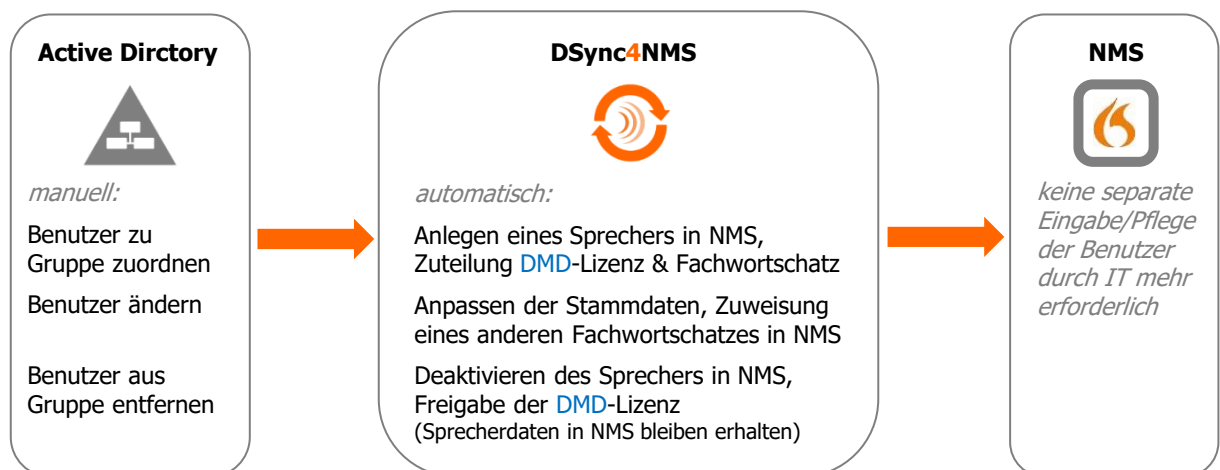 Active Dirctory
manuell:
Benutzer zu
Gruppe zuordnen
Benutzer ändern
Benutzer aus
Gruppe entfernen
DSync4NMS
automatisch:
Anlegen eines Sprechers in NMS,
Zuteilung DMD-Lizenz & Fachwortschatz
Anpassen der Stammdaten, Zuweisung
eines anderen Fachwortschatzes in NMS
Deaktivieren des Sprechers in NMS,
Freigabe der DMD-Lizenz
(Sprecherdaten in NMS bleiben erhalten)
NMS
keine separate
Eingabe/Pflege
der Benutzer
durch IT mehr
erforderlich